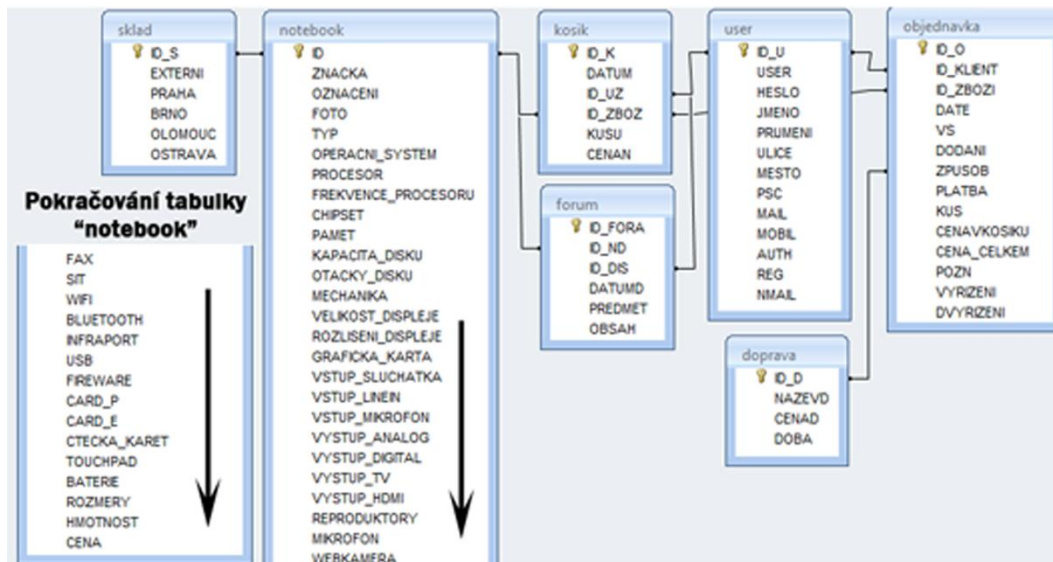 sklad
ID_S
EXTERNI
PRAHA
BRNO
OLOMOUC
OSTRAVA
Pokračování tabulky
“notebook”
FAX
SIT
WIFI
BLUETOOTH
INFRAPORT
USB
FIREWARE
CARD_P
CARD_E
CTECKA_KARET
TOUCHPAD
BATERIE
ROZMERY
HMOTNOST
CENA
notebook
ID
ZNACKA
OZNACENI
FOTO
TYP
OPERACNI_SYSTEM
PROCESOR
FREKVENCE_PROCESORU
CHIPSET
PAMET
KAPACITA_DISKU
OTACKY_DISKU
MECHANIKA
VELIKOST_DISPLEJE
ROZLISENI_DISPLEJE
GRAFICKA_KARTA
VSTUP_SLUCHATKA
VSTUP_LINEIN
VSTUP_MIKROFON
VYSTUP_ANALOG
VYSTUP_DIGITAL
VYSTUP_TV
VYSTUP_HDMI
REPRODUKTORY
MIKROFON
WEBKAMERA
kosik
ID_K
DATUM
ID_UZ
ID_ZBOZ
KUSU
CENAN
forum
ID_FORA
ID_ND
ID_DIS
DATUMD
PREDMET
OBSAH
user
ID_U
USER
HESLO
JMENO
PRIJMENI
ULICE
MESTO
PSC
MAIL
MOBIL
AUTH
REG
NMAIL
doprava
ID_D
NAZEVD
CENAD
DOBA
objednavka
ID_O
ID_KLIENT
ID_ZBOZI
DATE
VS
DODANI
ZPUSOB
PLATBA
KUS
CENAVKOSIKU
CENA_CELKEM
POZN
VYRIZENI
DVYRIZENI